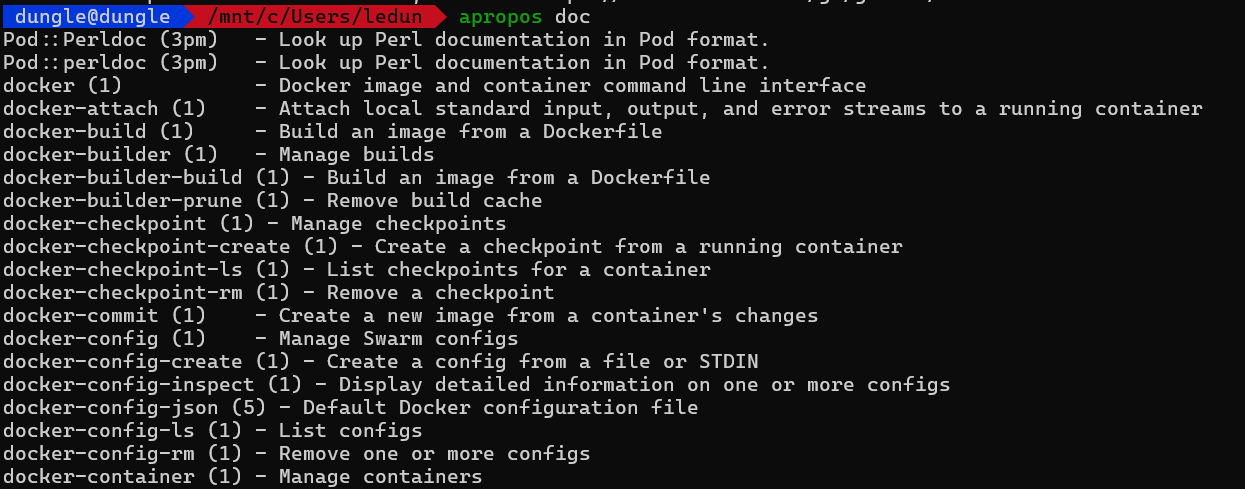 dungle@dungle /mnt/c/Users/ledun apropos doc
Pod::Perldoc (3pm)   - Look up Perl documentation in Pod format.
Pod::perldoc (3pm)   - Look up Perl documentation in Pod format.
docker (1)           - Docker image and container command line interface
docker-attach (1)    - Attach local standard input, output, and error streams to a running container
docker-build (1)     - Build an image from a Dockerfile
docker-builder (1)   - Manage builds
docker-builder-build (1) - Build an image from a Dockerfile
docker-builder-prune (1) - Remove build cache
docker-checkpoint (1) - Manage checkpoints
docker-checkpoint-create (1) - Create a checkpoint from a running container
docker-checkpoint-ls (1) - List checkpoints for a container
docker-checkpoint-rm (1) - Remove a checkpoint
docker-commit (1)    - Create a new image from a container's changes
docker-config (1)    - Manage Swarm configs
docker-config-create (1) - Create a config from a file or STDIN
docker-config-inspect (1) - Display detailed information on one or more configs
docker-config-json (5) - Default Docker configuration file
docker-config-ls (1) - List configs
docker-config-rm (1) - Remove one or more configs
docker-container (1) - Manage containers